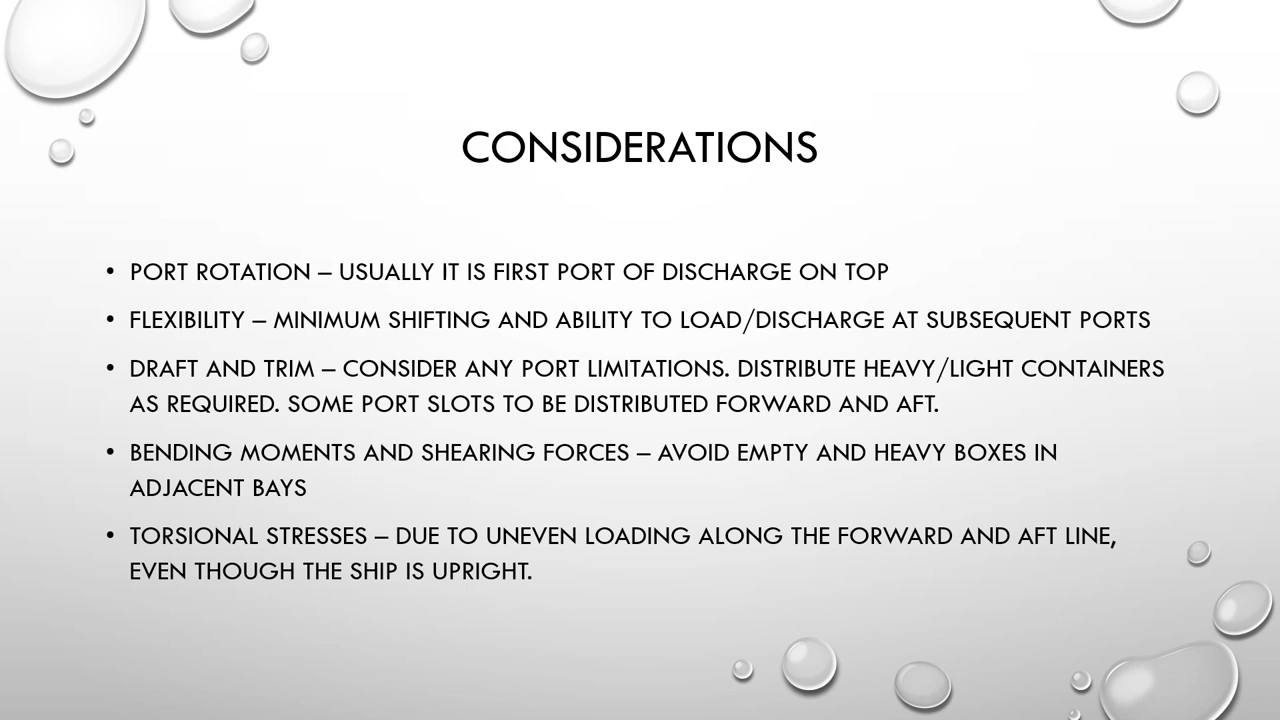 CONSIDERATIONS
• PORT ROTATION – USUALLY IT IS FIRST PORT OF DISCHARGE ON TOP
• FLEXIBILITY – MINIMUM SHIFTING AND ABILITY TO LOAD/DISCHARGE AT SUBSEQUENT PORTS
• DRAFT AND TRIM – CONSIDER ANY PORT LIMITATIONS. DISTRIBUTE HEAVY/LIGHT CONTAINERS
AS REQUIRED. SOME PORT SLOTS TO BE DISTRIBUTED FORWARD AND AFT.
• BENDING MOMENTS AND SHEARING FORCES – AVOID EMPTY AND HEAVY BOXES IN
ADJACENT BAYS
• TORSIONAL STRESSES – DUE TO UNEVEN LOADING ALONG THE FORWARD AND AFT LINE,
EVEN THOUGH THE SHIP IS UPRIGHT.